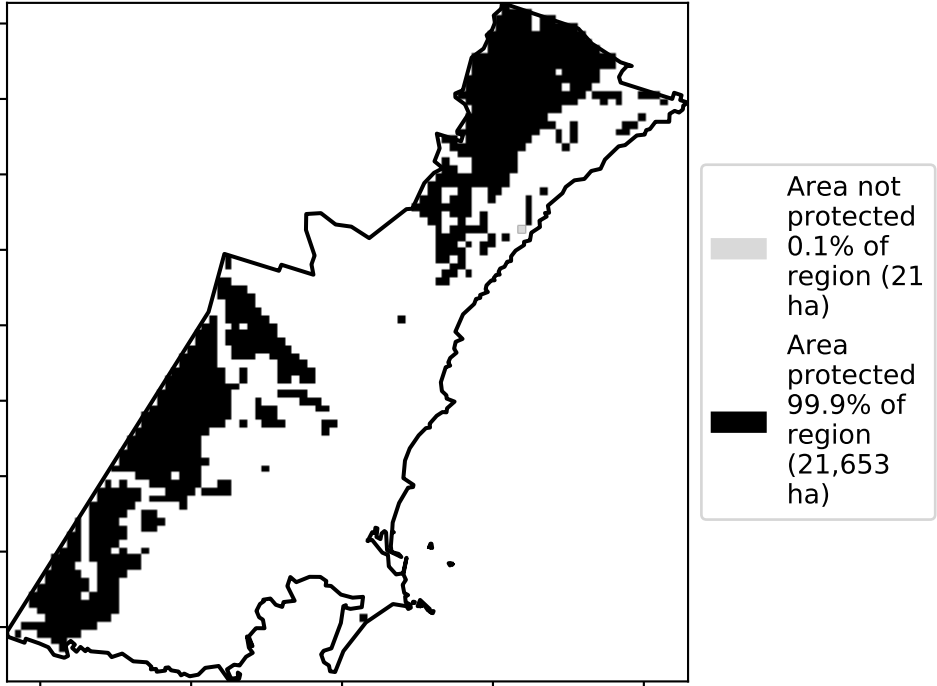 Area not
protected
0.1% of
region (21
ha)
Area
protected
99.9% of
region
(21,653
ha)